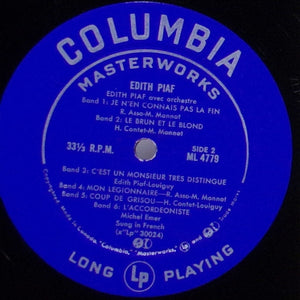 COLUMBIA
MASTERWORKS
EDITH PIAF
EDITH PIAF avec orchestre
Band 1: JE N'EN CONNAIS PAS LA FIN
R. Asso-M. Monnot
Band 2: LE BRUN ET LE BLOND
H. Contet-M. Monnot
33⅓ R.P.M.
SIDE 2
ML 4779
Band 3: C'EST UN MONSIEUR TRES DISTINGUE
Edith Piaf-Louiguy
Band 4: MON LEGIONNAIRE—R. Asso-M. Monnot
Band 5: COUP DE GRISOU—H. Contet-Louiguy
Band 6: L'ACCORDEONISTE
Michel Emer
Sung in French
(x"Lp" 30024)
"Columbia," "Masterworks,"
LONG Lp PLAYING